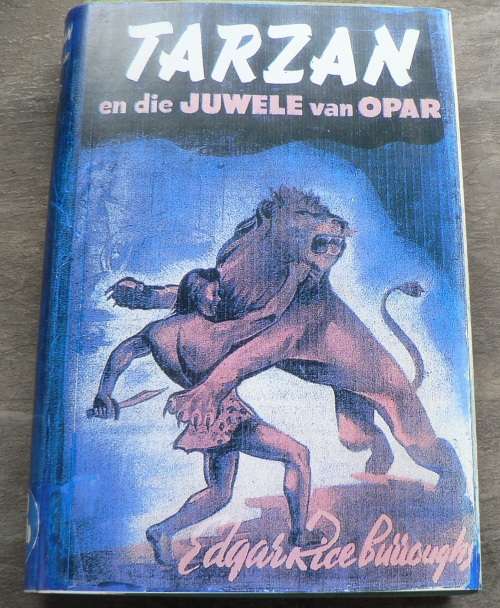 TARZAN
en die JUWELE van OPAR
Edgar Rice Burroughs